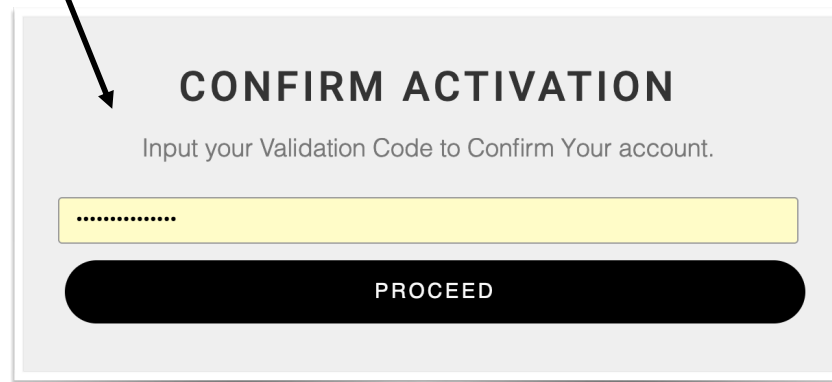 CONFIRM ACTIVATION
Input your Validation Code to Confirm Your account.
•••••••••••••••
PROCEED